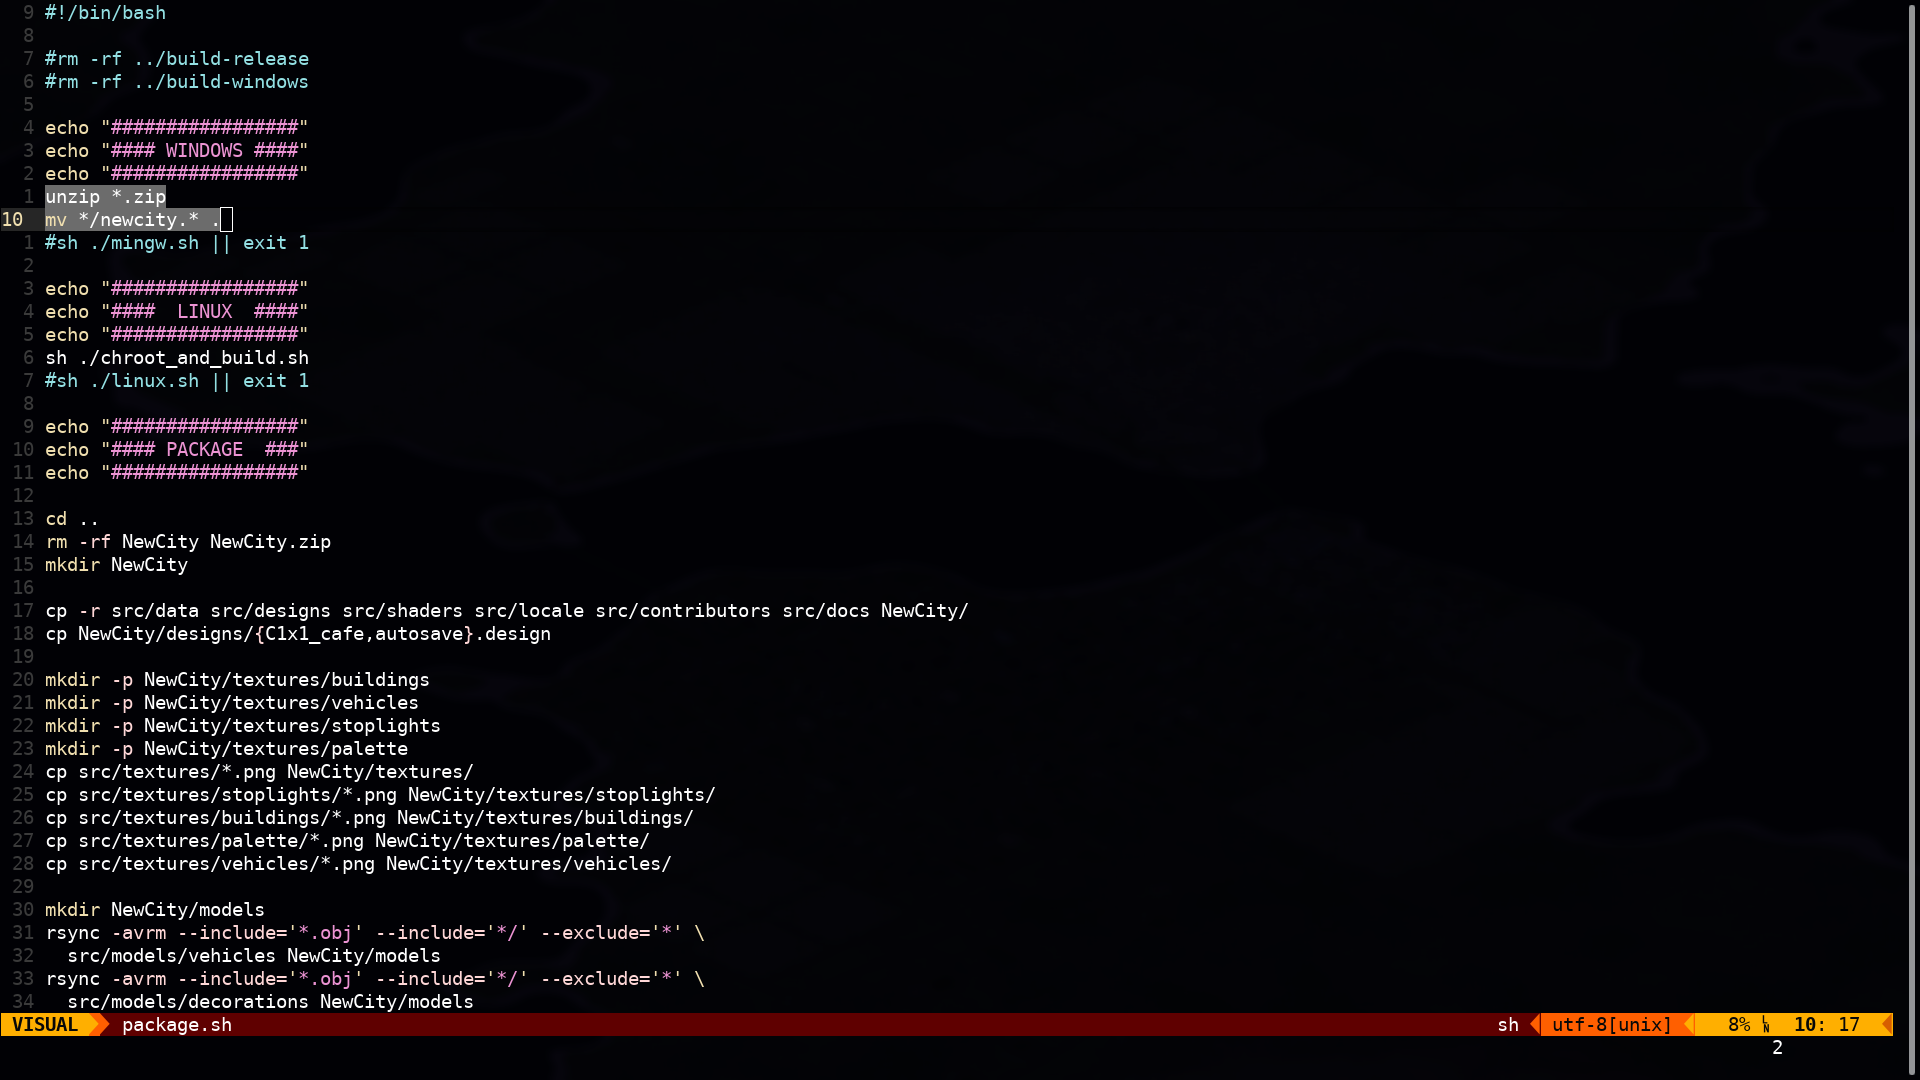 9 #!/bin/bash
8
7 #rm -rf ../build-release
6 #rm -rf ../build-windows
5
4 echo "#################"
3 echo "#### WINDOWS ####"
2 echo "#################"
1 unzip *.zip
10 mv */newcity.* .
1 #sh ./mingw.sh || exit 1
2
3 echo "#################"
4 echo "####  LINUX  ####"
5 echo "#################"
6 sh ./chroot_and_build.sh
7 #sh ./linux.sh || exit 1
8
9 echo "#################"
10 echo "#### PACKAGE  ###"
11 echo "#################"
12
13 cd ..
14 rm -rf NewCity NewCity.zip
15 mkdir NewCity
16
17 cp -r src/data src/designs src/shaders src/locale src/contributors src/docs NewCity/
18 cp NewCity/designs/{C1x1_cafe,autosave}.design
19
20 mkdir -p NewCity/textures/buildings
21 mkdir -p NewCity/textures/vehicles
22 mkdir -p NewCity/textures/stoplights
23 mkdir -p NewCity/textures/palette
24 cp src/textures/*.png NewCity/textures/
25 cp src/textures/stoplights/*.png NewCity/textures/stoplights/
26 cp src/textures/buildings/*.png NewCity/textures/buildings/
27 cp src/textures/palette/*.png NewCity/textures/palette/
28 cp src/textures/vehicles/*.png NewCity/textures/vehicles/
29
30 mkdir NewCity/models
31 rsync -avrm --include='*.obj' --include='*/' --exclude='*' \
32   src/models/vehicles NewCity/models
33 rsync -avrm --include='*.obj' --include='*/' --exclude='*' \
34   src/models/decorations NewCity/models
VISUAL package.sh sh utf-8[unix] 8% ␤ 10: 17
2